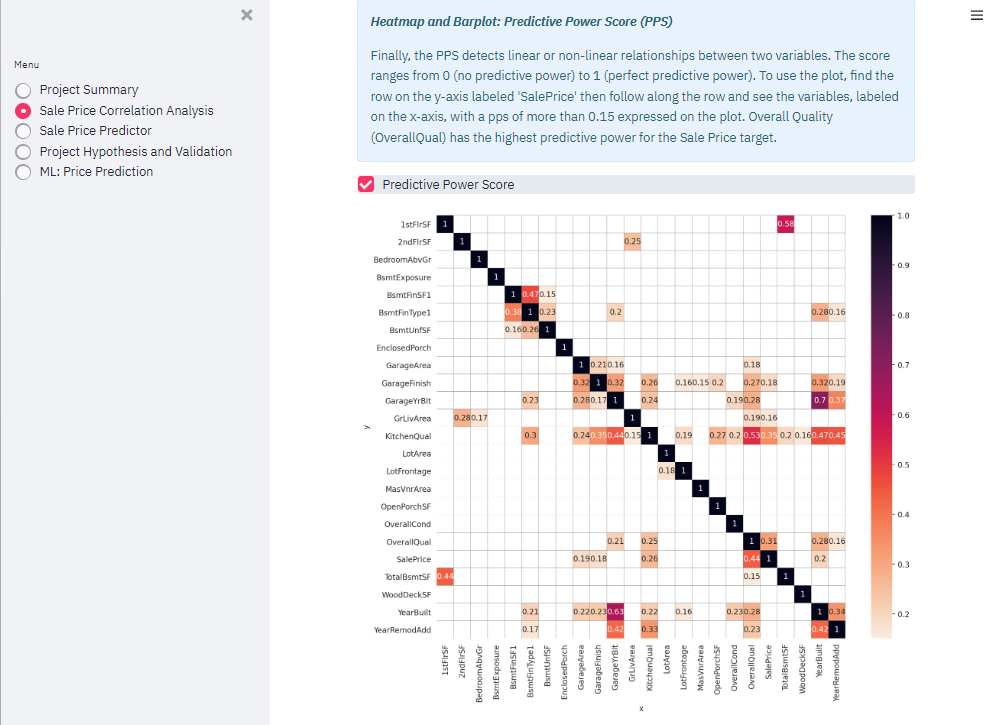 ×
Menu
Project Summary
Sale Price Correlation Analysis
Sale Price Predictor
Project Hypothesis and Validation
ML: Price Prediction
Heatmap and Barplot: Predictive Power Score (PPS)
Finally, the PPS detects linear or non-linear relationships between two variables. The score
ranges from 0 (no predictive power) to 1 (perfect predictive power). To use the plot, find the
row on the y-axis labeled 'SalePrice' then follow along the row and see the variables, labeled
on the x-axis, with a pps of more than 0.15 expressed on the plot. Overall Quality
(OverallQual) has the highest predictive power for the Sale Price target.
Predictive Power Score
1stFlrSF 1 0.58
2ndFlrSF 1 0.25
BedroomAbvGr 1
BsmtExposure 1
BsmtFinSF1 1 0.47 0.15
BsmtFinType1 0.38 1 0.23 0.2 0.28 0.16
BsmtUnfSF 0.16 0.26 1
EnclosedPorch 1
GarageArea 1 0.21 0.16 0.18
GarageFinish 0.32 1 0.32 0.26 0.16 0.15 0.2 0.27 0.18 0.32 0.19
GarageYrBlt 0.23 0.28 0.17 1 0.24 0.19 0.28 0.7 0.37
GrLivArea 0.28 0.17 1 0.19 0.16
KitchenQual 0.3 0.24 0.35 0.44 0.15 1 0.19 0.27 0.2 0.53 0.35 0.2 0.16 0.47 0.45
LotArea 1
LotFrontage 0.18 1
MasVnrArea 1
OpenPorchSF 1
OverallCond 1
OverallQual 0.21 0.25 1 0.31 0.28 0.16
SalePrice 0.19 0.18 0.26 0.44 1 0.2
TotalBsmtSF 0.44 0.15 1
WoodDeckSF 1
YearBuilt 0.21 0.22 0.23 0.63 0.22 0.16 0.23 0.28 1 0.34
YearRemodAdd 0.17 0.42 0.33 0.23 0.42 1
y
1stFlrSF
2ndFlrSF
BedroomAbvGr
BsmtExposure
BsmtFinSF1
BsmtFinType1
BsmtUnfSF
EnclosedPorch
GarageArea
GarageFinish
GarageYrBlt
GrLivArea
KitchenQual
LotArea
LotFrontage
MasVnrArea
OpenPorchSF
OverallCond
OverallQual
SalePrice
TotalBsmtSF
WoodDeckSF
YearBuilt
YearRemodAdd
x
1.0
0.9
0.8
0.7
0.6
0.5
0.4
0.3
0.2